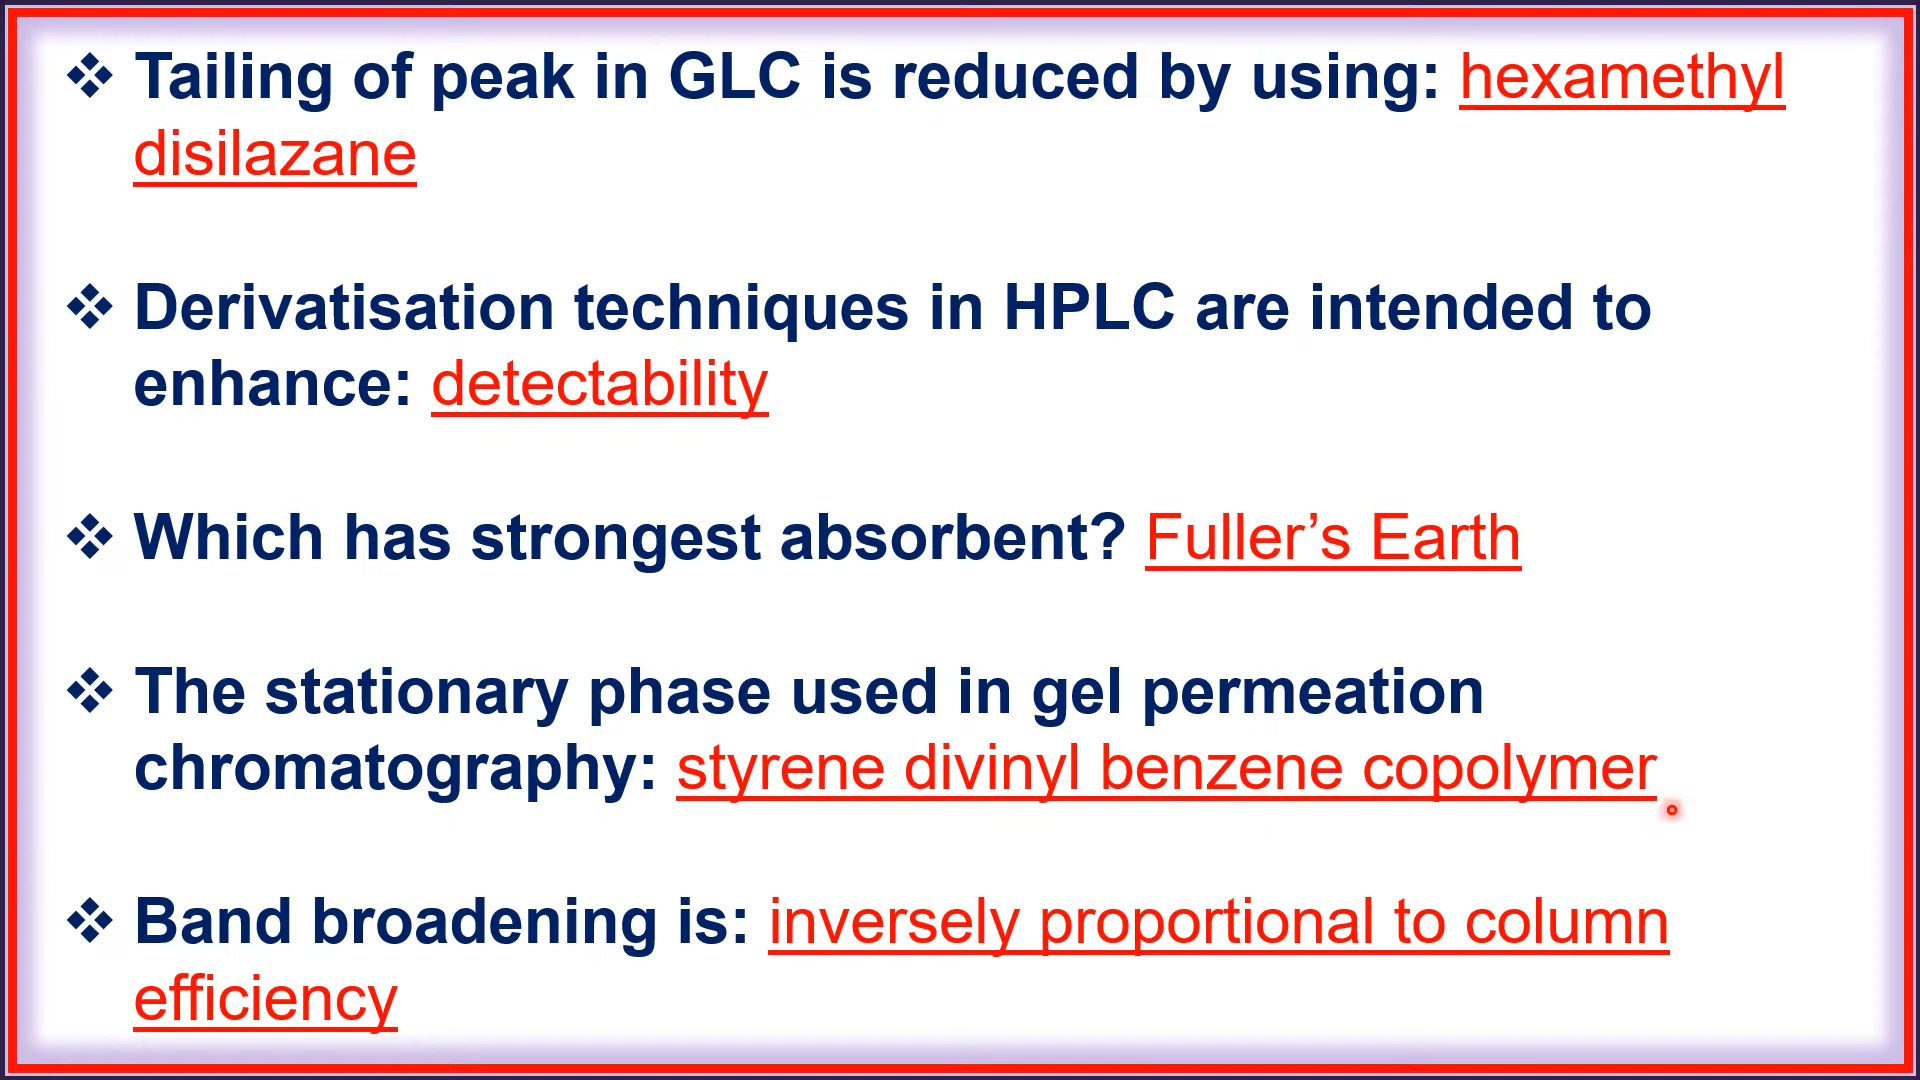 ❖ Tailing of peak in GLC is reduced by using: hexamethyl
disilazane
❖ Derivatisation techniques in HPLC are intended to
enhance: detectability
❖ Which has strongest absorbent? Fuller’s Earth
❖ The stationary phase used in gel permeation
chromatography: styrene divinyl benzene copolymer
❖ Band broadening is: inversely proportional to column
efficiency